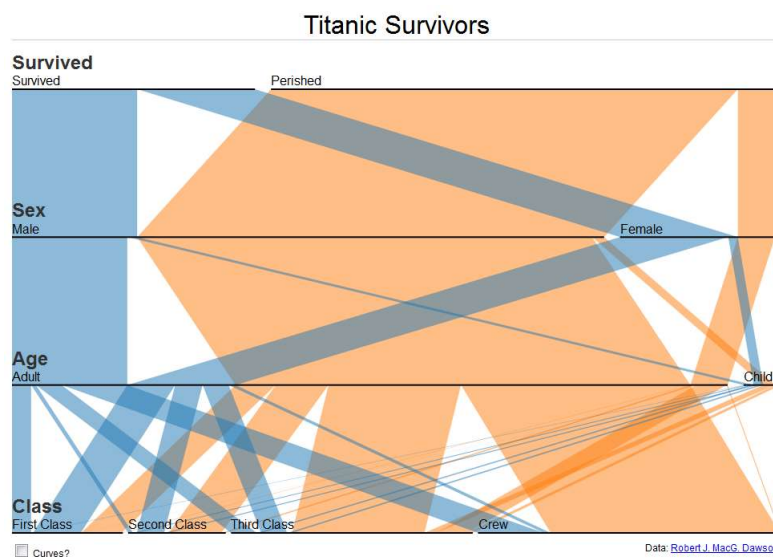 Titanic Survivors
Survived
Survived Perished
Sex
Male Female
Age
Adult Child
Class
First Class Second Class Third Class Crew
Curves? Data: Robert J. MacG. Dawso